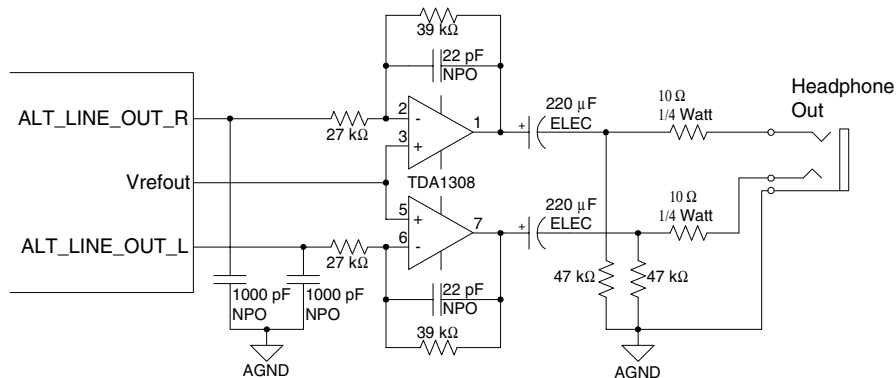 39 kΩ
22 pF
NPO
ALT_LINE_OUT_R
27 kΩ
2
-
3
+
1
+
220 µF
ELEC
10 Ω
1/4 Watt
Headphone
Out
Vrefout
TDA1308
ALT_LINE_OUT_L
27 kΩ
5
+
6
-
7
+
220 µF
ELEC
10 Ω
1/4 Watt
1000 pF
NPO
1000 pF
NPO
22 pF
NPO
39 kΩ
47 kΩ
47 kΩ
AGND
AGND